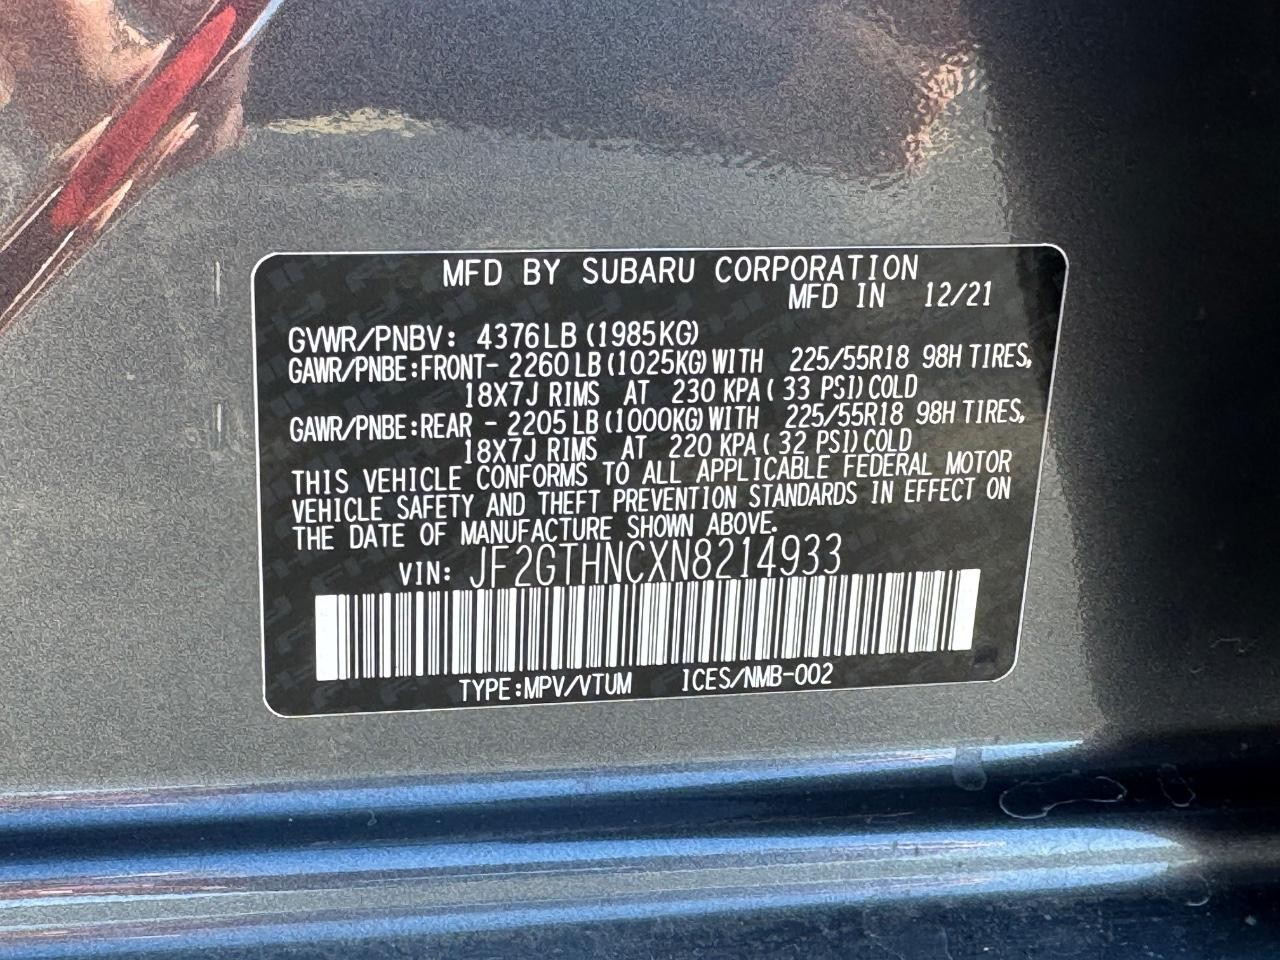 MFD BY SUBARU CORPORATION
MFD IN 12/21
GVWR/PNBV: 4376LB (1985KG)
GAWR/PNBE:FRONT- 2260LB (1025KG) WITH 225/55R18 98H TIRES,
18X7J RIMS AT 230 KPA ( 33 PSI) COLD
GAWR/PNBE:REAR - 2205LB (1000KG) WITH 225/55R18 98H TIRES,
18X7J RIMS AT 220 KPA ( 32 PSI) COLD
THIS VEHICLE CONFORMS TO ALL APPLICABLE FEDERAL MOTOR
VEHICLE SAFETY AND THEFT PREVENTION STANDARDS IN EFFECT ON
THE DATE OF MANUFACTURE SHOWN ABOVE.
VIN: JF2GTHNCXN8214933
TYPE:MPV/VTUM ICES/NMB-002